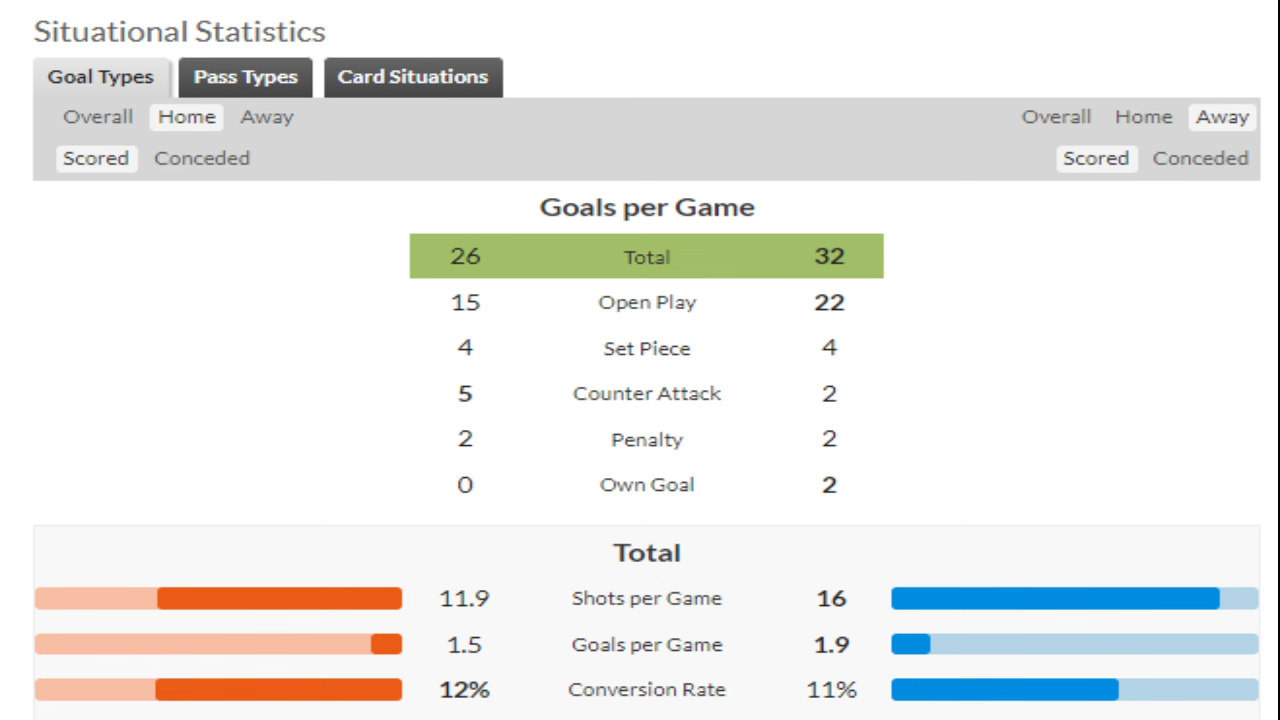 Situational Statistics
Goal Types Pass Types Card Situations
Overall Home Away Overall Home Away
Scored Conceded Scored Conceded
Goals per Game
26 Total 32
15 Open Play 22
4 Set Piece 4
5 Counter Attack 2
2 Penalty 2
0 Own Goal 2
Total
11.9 Shots per Game 16
1.5 Goals per Game 1.9
12% Conversion Rate 11%